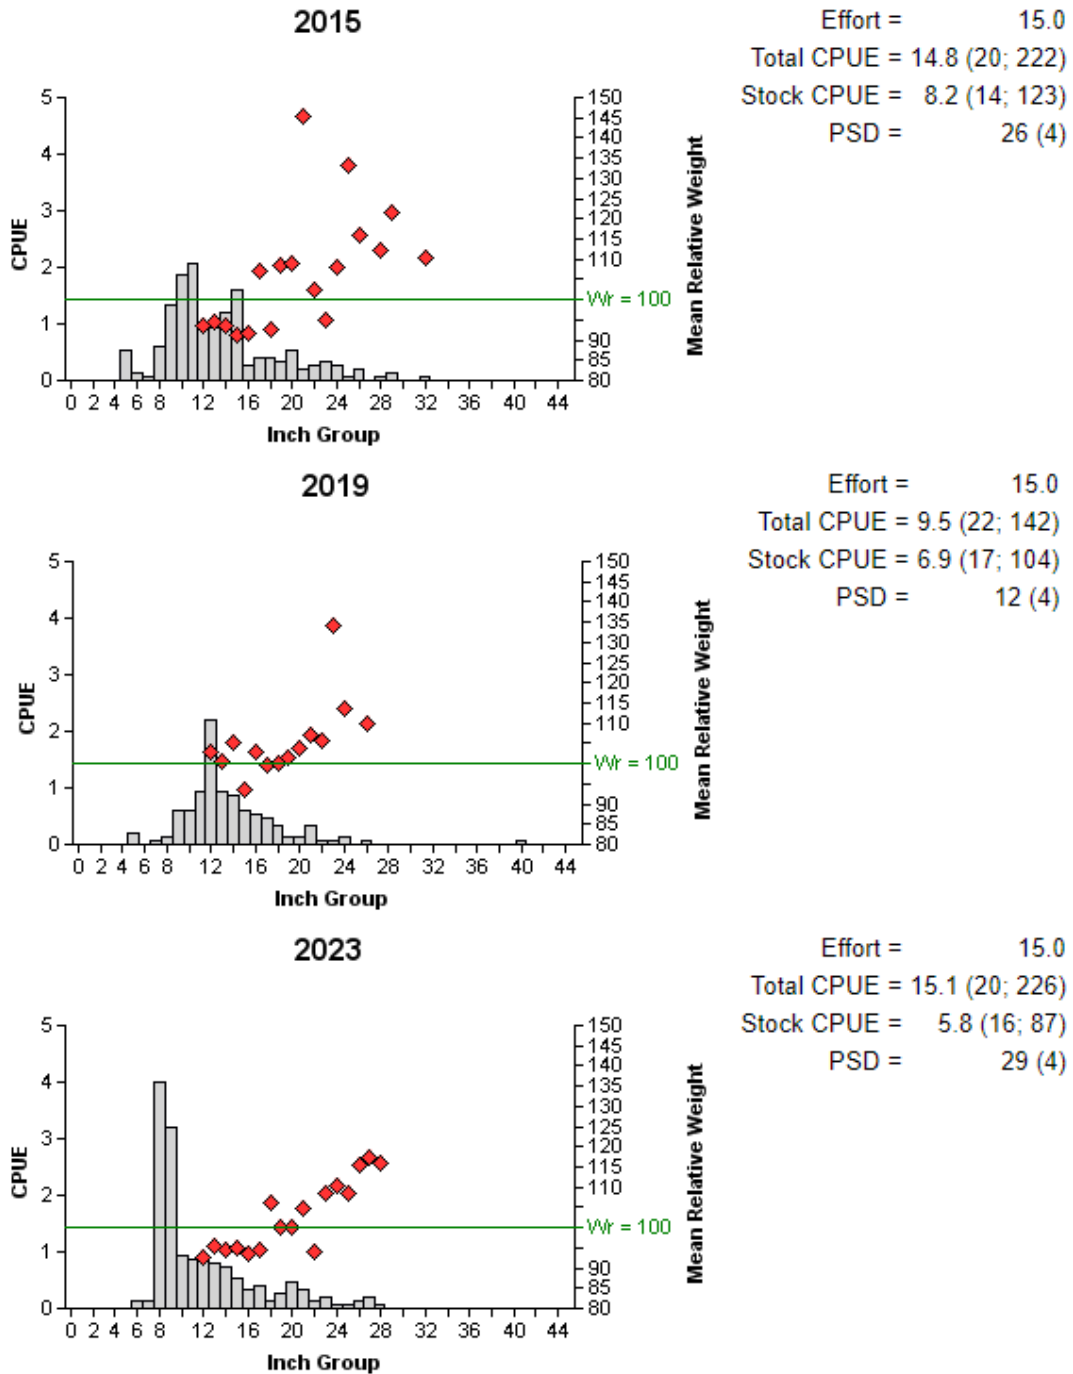 2015
Effort = 15.0
Total CPUE = 14.8 (20; 222)
Stock CPUE = 8.2 (14; 123)
PSD = 26 (4)
5
4
3
2
1
0
CPUE
150
145
140
135
130
125
120
115
110
Wr = 100
90
85
80
Mean Relative Weight
0 2 4 6 8 12 16 20 24 28 32 36 40 44
Inch Group
2019
Effort = 15.0
Total CPUE = 9.5 (22; 142)
Stock CPUE = 6.9 (17; 104)
PSD = 12 (4)
5
4
3
2
1
0
CPUE
150
145
140
135
130
125
120
115
110
Wr = 100
90
85
80
Mean Relative Weight
0 2 4 6 8 12 16 20 24 28 32 36 40 44
Inch Group
2023
Effort = 15.0
Total CPUE = 15.1 (20; 226)
Stock CPUE = 5.8 (16; 87)
PSD = 29 (4)
5
4
3
2
1
0
CPUE
150
145
140
135
130
125
120
115
110
Wr = 100
90
85
80
Mean Relative Weight
0 2 4 6 8 12 16 20 24 28 32 36 40 44
Inch Group